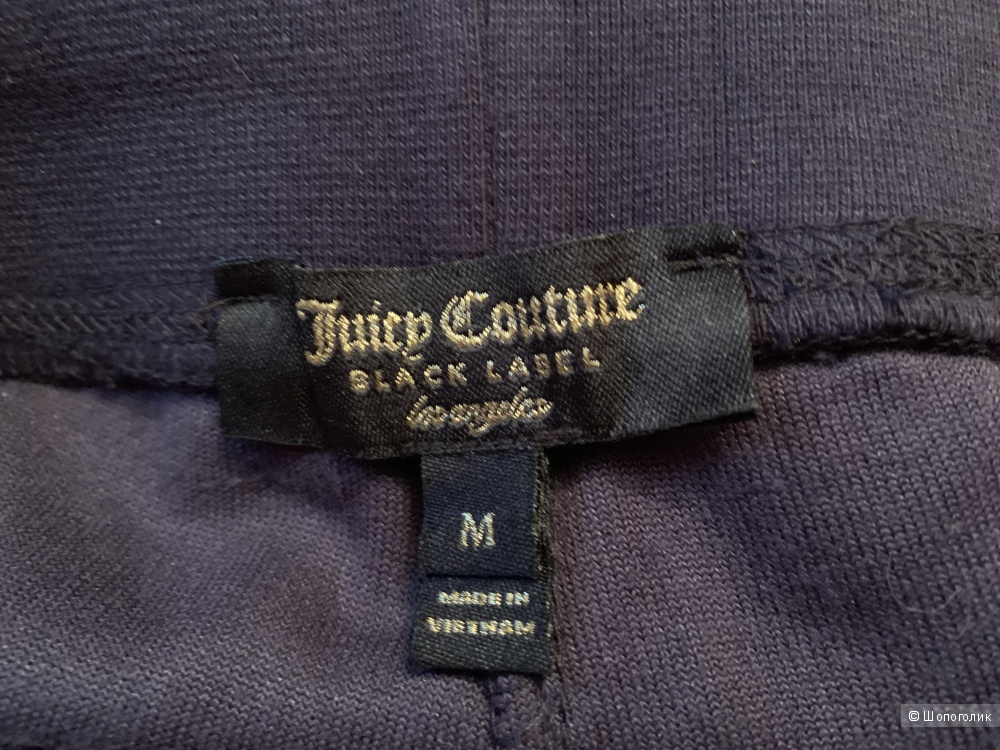 Juicy Couture
BLACK LABEL
los angeles
M
MADE IN
VIETNAM
© Шопоголик